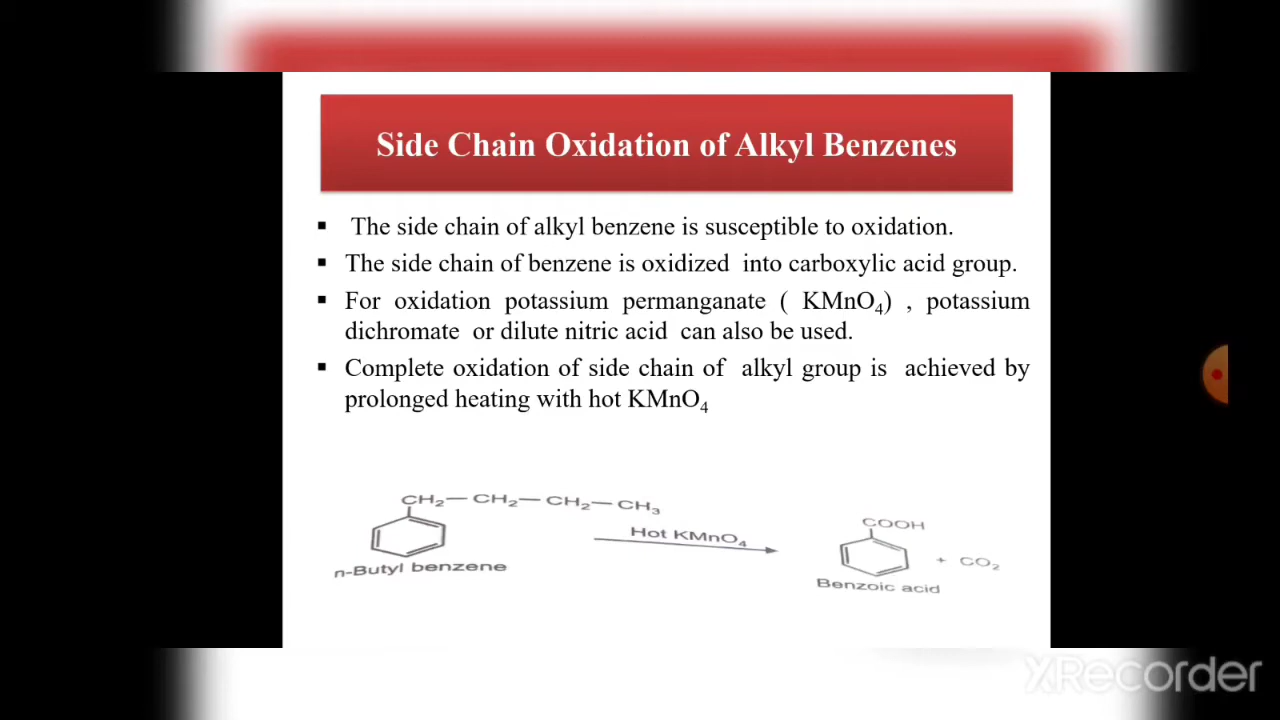 Side Chain Oxidation of Alkyl Benzenes
▪ The side chain of alkyl benzene is susceptible to oxidation.
▪ The side chain of benzene is oxidized into carboxylic acid group.
▪ For oxidation potassium permanganate ( KMnO₄) , potassium
dichromate or dilute nitric acid can also be used.
▪ Complete oxidation of side chain of alkyl group is achieved by
prolonged heating with hot KMnO₄
CH₂— CH₂— CH₂— CH₃
Hot KMnO₄
COOH
+ CO₂
n-Butyl benzene
Benzoic acid
XRecorder